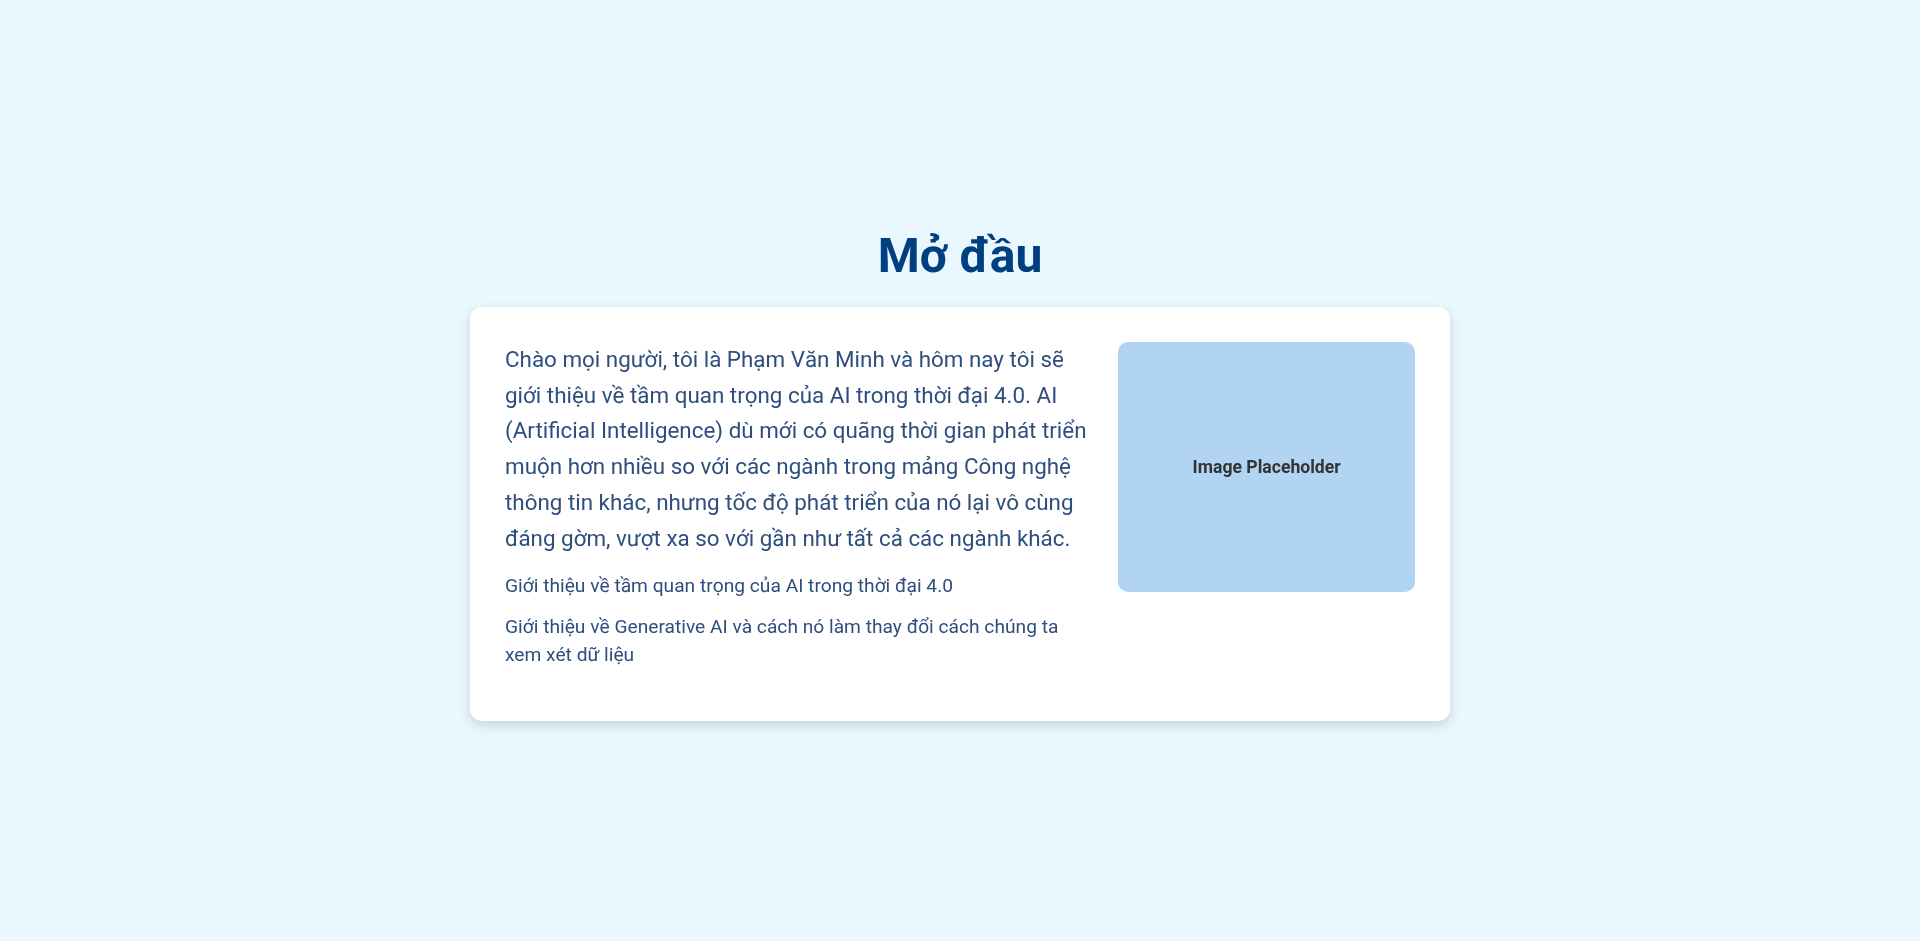 Mở đầu
Chào mọi người, tôi là Phạm Văn Minh và hôm nay tôi sẽ
giới thiệu về tầm quan trọng của AI trong thời đại 4.0. AI
(Artificial Intelligence) dù mới có quãng thời gian phát triển
muộn hơn nhiều so với các ngành trong mảng Công nghệ
thông tin khác, nhưng tốc độ phát triển của nó lại vô cùng
đáng gờm, vượt xa so với gần như tất cả các ngành khác.
Giới thiệu về tầm quan trọng của AI trong thời đại 4.0
Giới thiệu về Generative AI và cách nó làm thay đổi cách chúng ta
xem xét dữ liệu
Image Placeholder